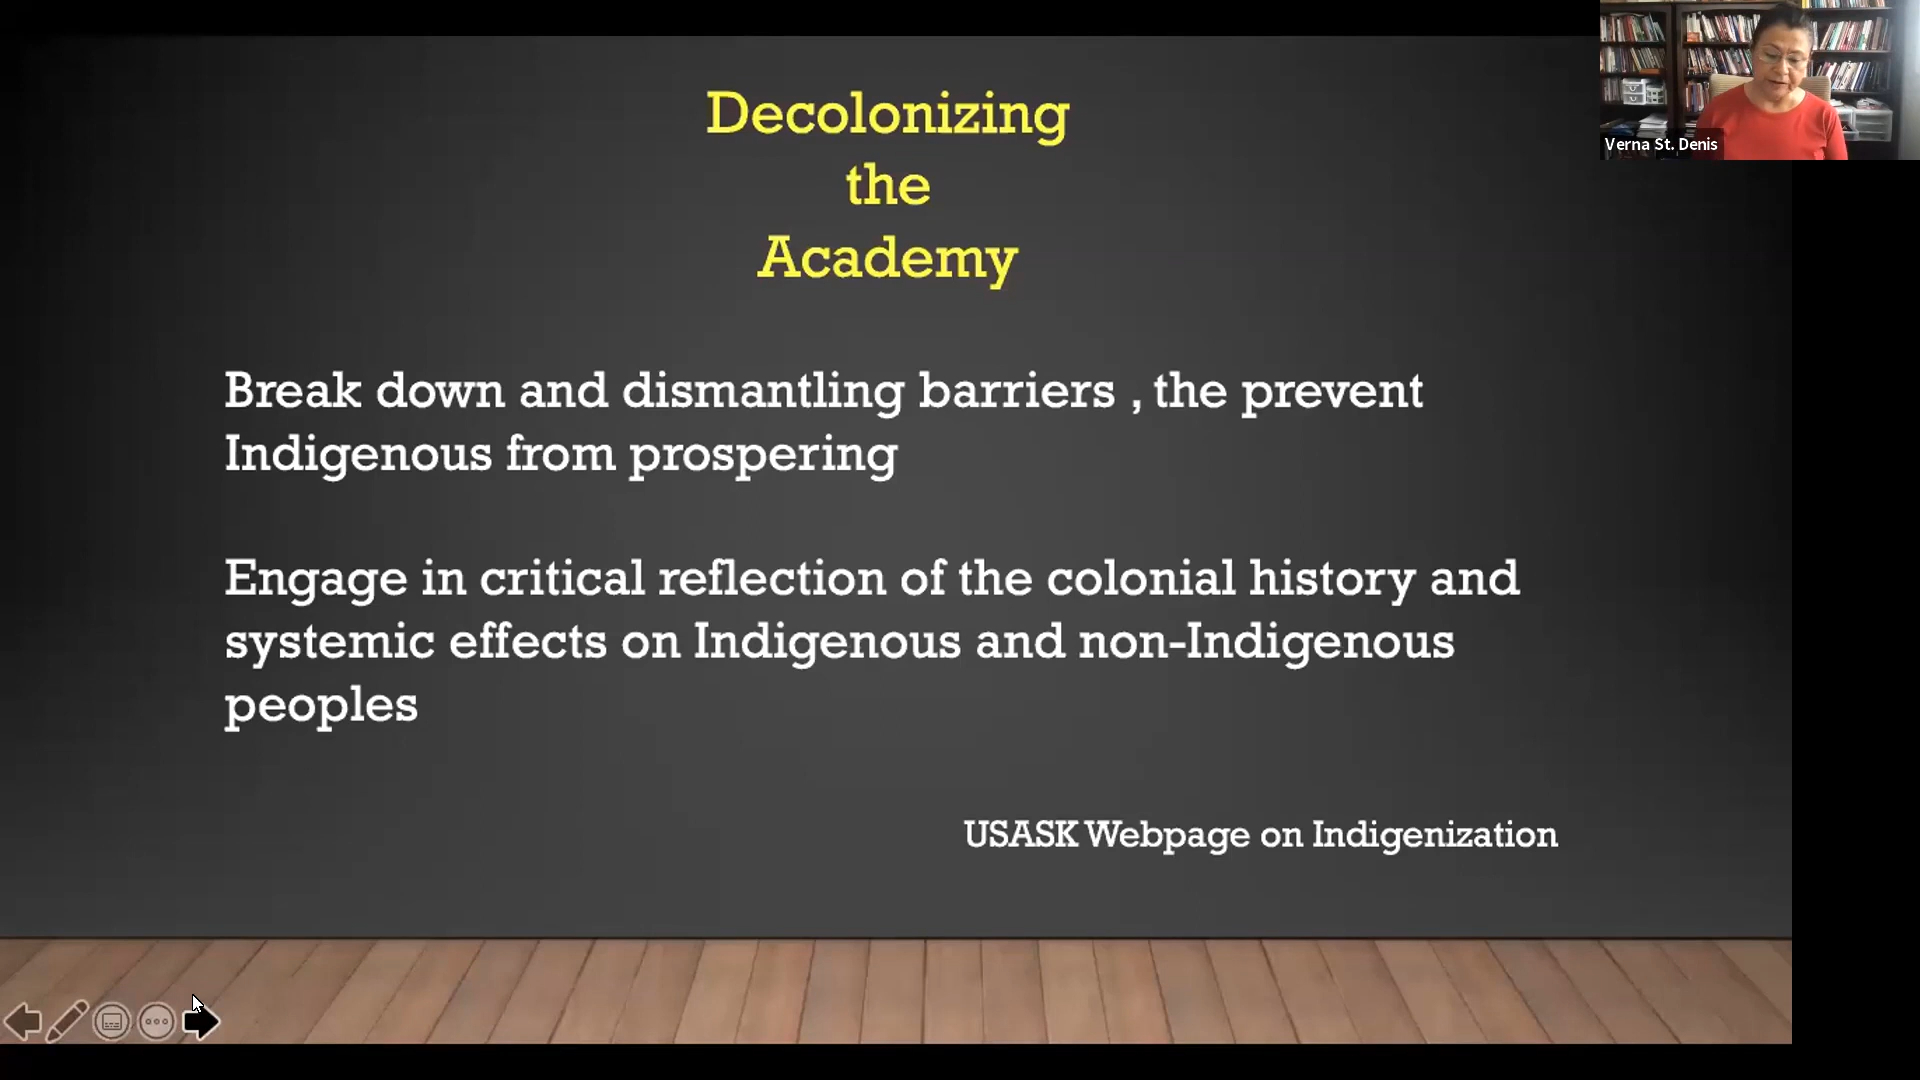 Decolonizing
the
Academy
Verna St. Denis
Break down and dismantling barriers , the prevent
Indigenous from prospering
Engage in critical reflection of the colonial history and
systemic effects on Indigenous and non-Indigenous
peoples
USASK Webpage on Indigenization